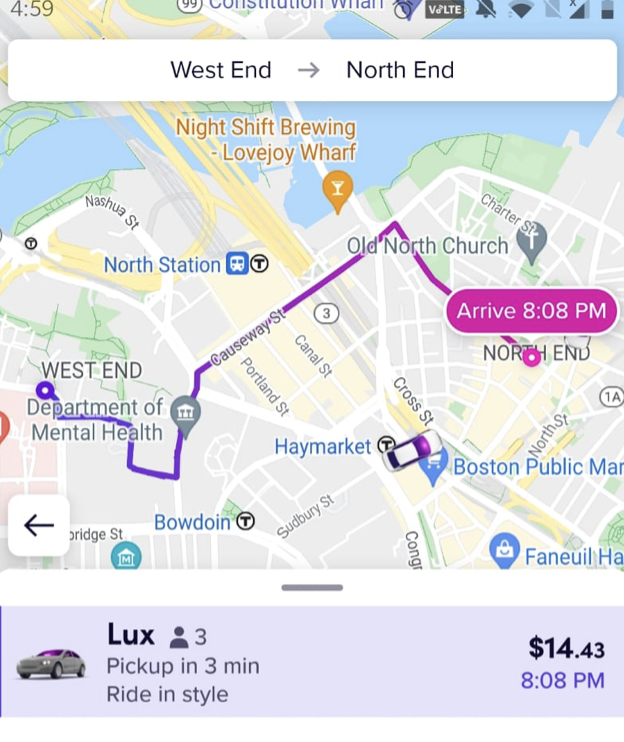 4:59
99
Constitution Wharf
VoLTE
West End → North End
Night Shift Brewing
- Lovejoy Wharf
Nashua St
Charter St
T
Old North Church
North Station
T
3
Arrive 8:08 PM
Causeway St
Canal St
WEST END
NORTH END
Portland St
Cross St
1A
Department of
Mental Health
North St
Haymarket
T
Boston Public Mar
Bowdoin
T
Sudbury St
bridge St
Congr
M
Faneuil Ha
Lux 3
$14.43
Pickup in 3 min
8:08 PM
Ride in style